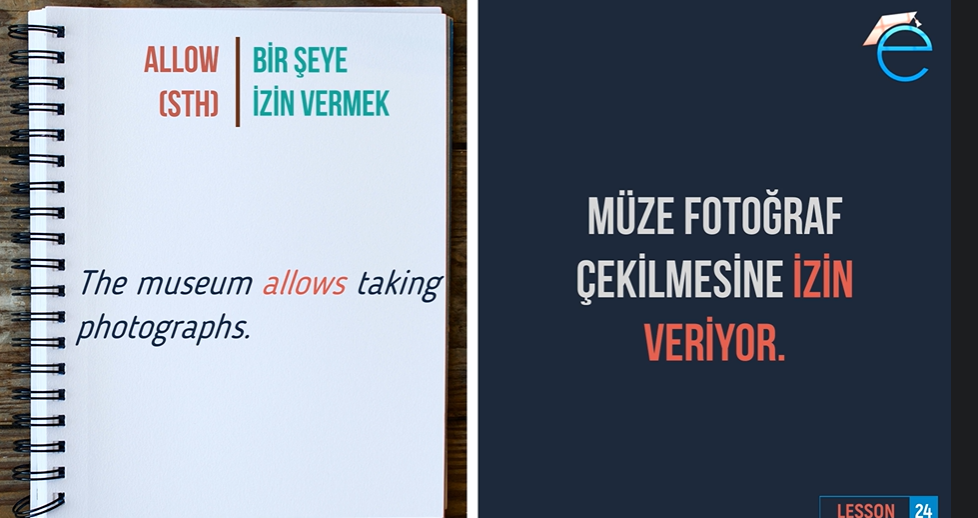 ALLOW
(STH)
BİR ŞEYE
İZİN VERMEK
The museum allows taking
photographs.
MÜZE FOTOĞRAF
ÇEKİLMESİNE İZİN
VERİYOR.
LESSON 24